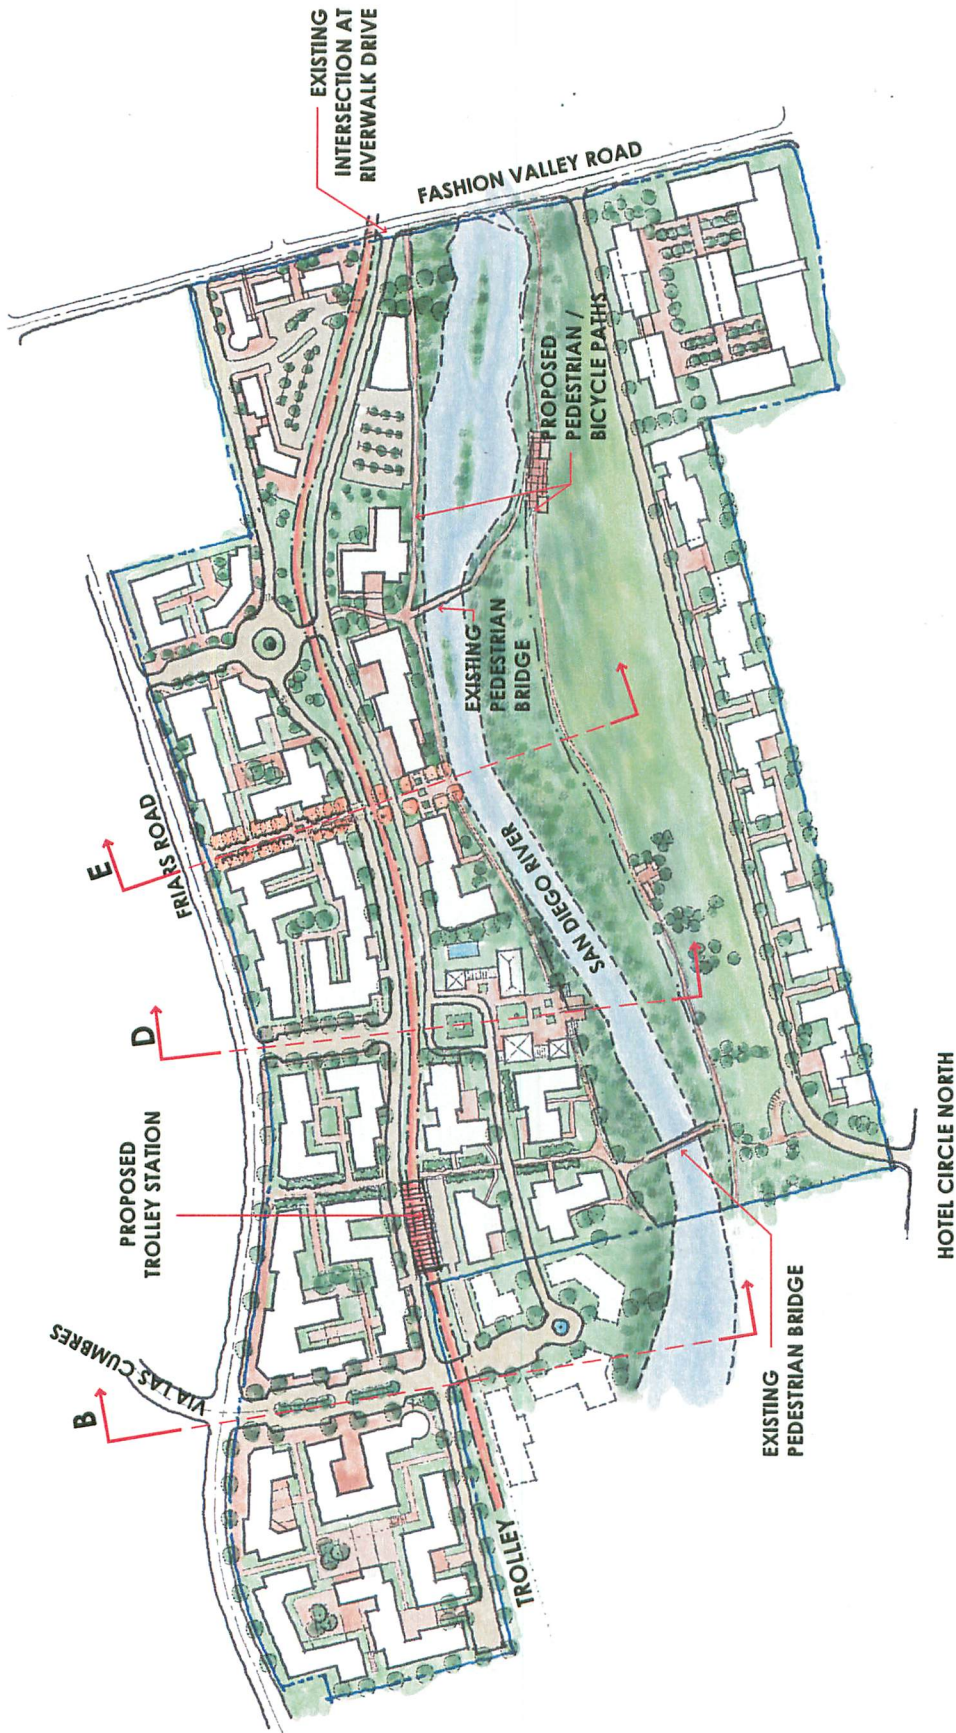 VIA LAS CUMBRES
B
PROPOSED
TROLLEY STATION
D
FRIARS ROAD
E
EXISTING
INTERSECTION AT
RIVERWALK DRIVE
FASHION VALLEY ROAD
PROPOSED
PEDESTRIAN /
BICYCLE PATHS
EXISTING
PEDESTRIAN
BRIDGE
SAN DIEGO RIVER
TROLLEY
EXISTING
PEDESTRIAN BRIDGE
HOTEL CIRCLE NORTH